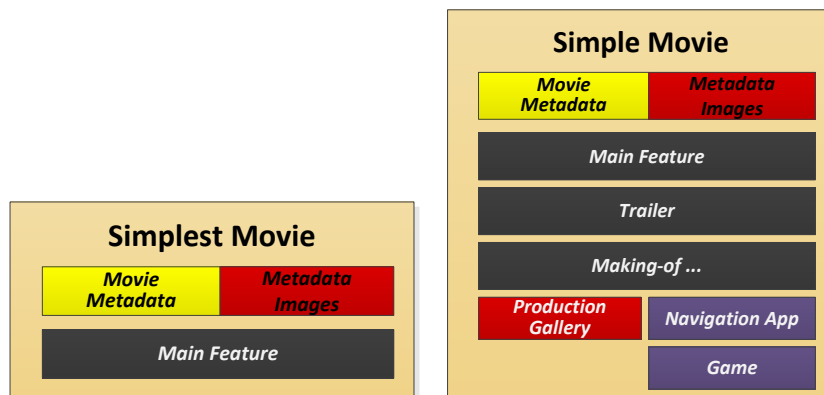 Simplest Movie
Movie
Metadata
Metadata
Images
Main Feature
Simple Movie
Movie
Metadata
Metadata
Images
Main Feature
Trailer
Making-of ...
Production
Gallery
Navigation App
Game